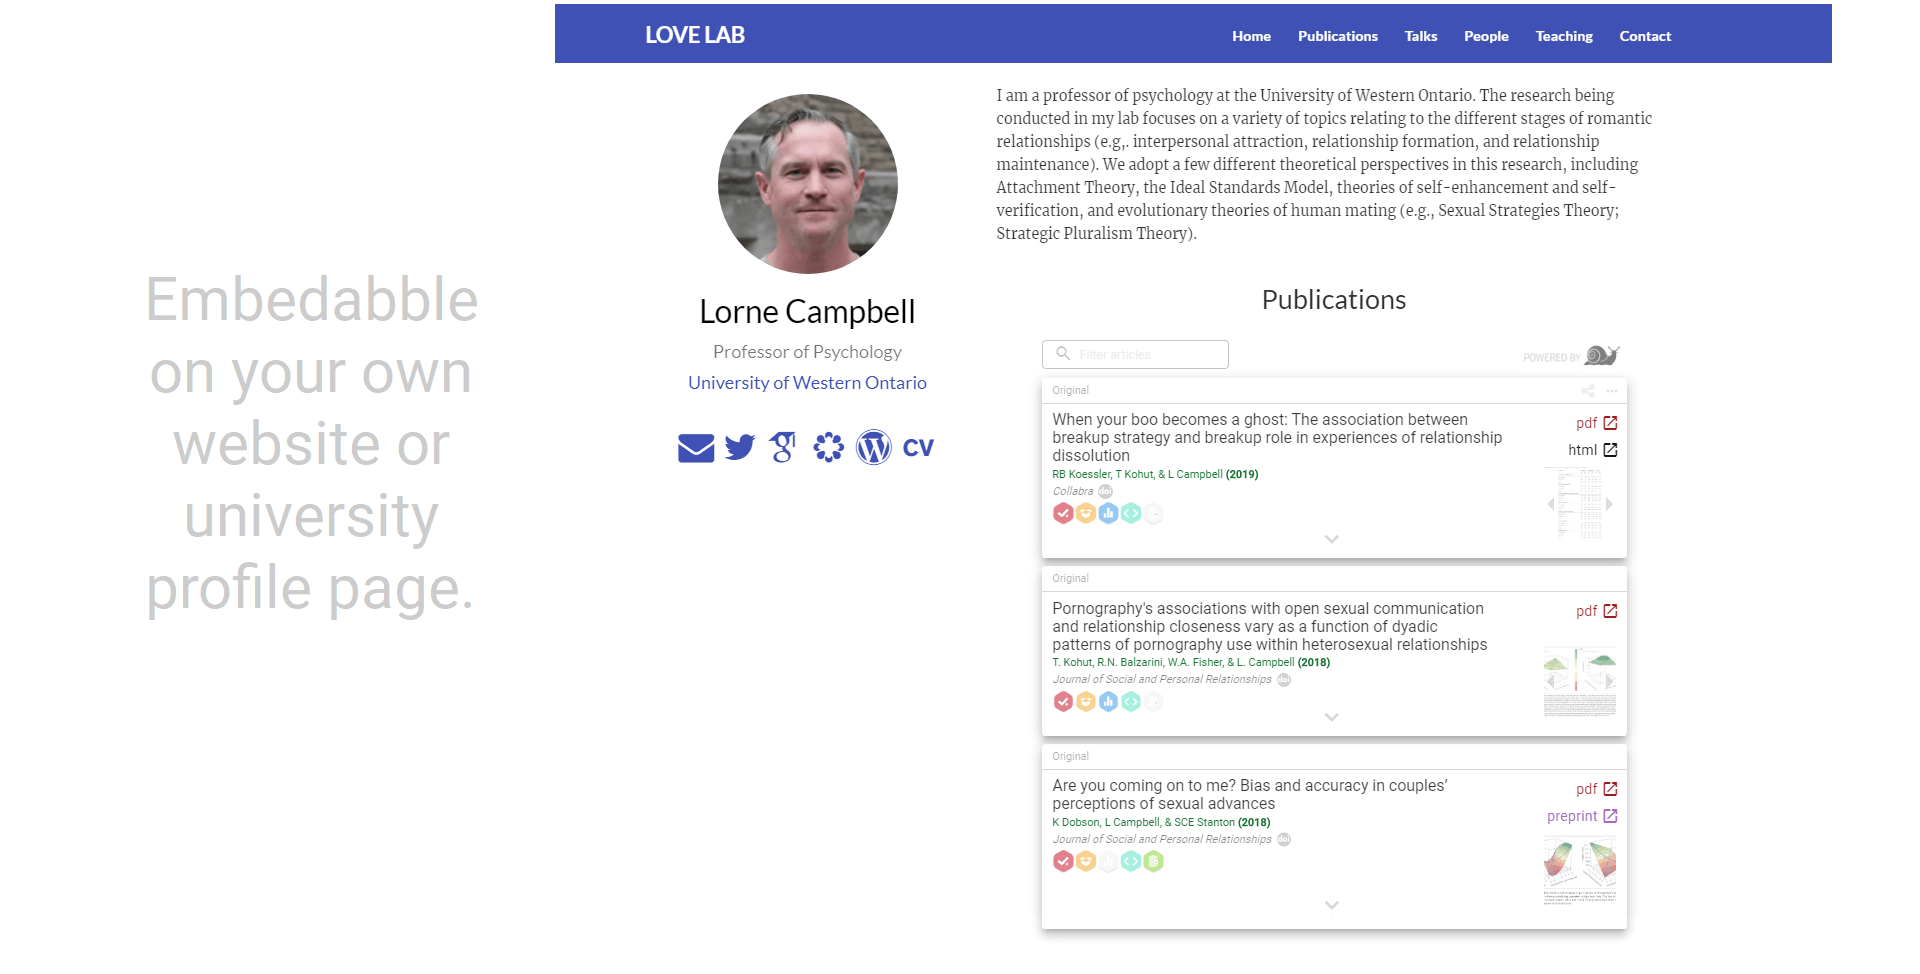 Embedabble
on your own
website or
university
profile page.
LOVE LAB
Home Publications Talks People Teaching Contact
Lorne Campbell
Professor of Psychology
University of Western Ontario
CV
I am a professor of psychology at the University of Western Ontario. The research being
conducted in my lab focuses on a variety of topics relating to the different stages of romantic
relationships (e.g,. interpersonal attraction, relationship formation, and relationship
maintenance). We adopt a few different theoretical perspectives in this research, including
Attachment Theory, the Ideal Standards Model, theories of self-enhancement and self-
verification, and evolutionary theories of human mating (e.g., Sexual Strategies Theory;
Strategic Pluralism Theory).
Publications
Filter articles
POWERED BY
Original
When your boo becomes a ghost: The association between
breakup strategy and breakup role in experiences of relationship
dissolution
RB Koessler, T Kohut, & L Campbell (2019)
Collabra doi
pdf
html
Original
Pornography's associations with open sexual communication
and relationship closeness vary as a function of dyadic
patterns of pornography use within heterosexual relationships
T. Kohut, R.N. Balzarini, W.A. Fisher, & L. Campbell (2018)
Journal of Social and Personal Relationships doi
pdf
Original
Are you coming on to me? Bias and accuracy in couples’
perceptions of sexual advances
K Dobson, L Campbell, & SCE Stanton (2018)
Journal of Social and Personal Relationships doi
pdf
preprint